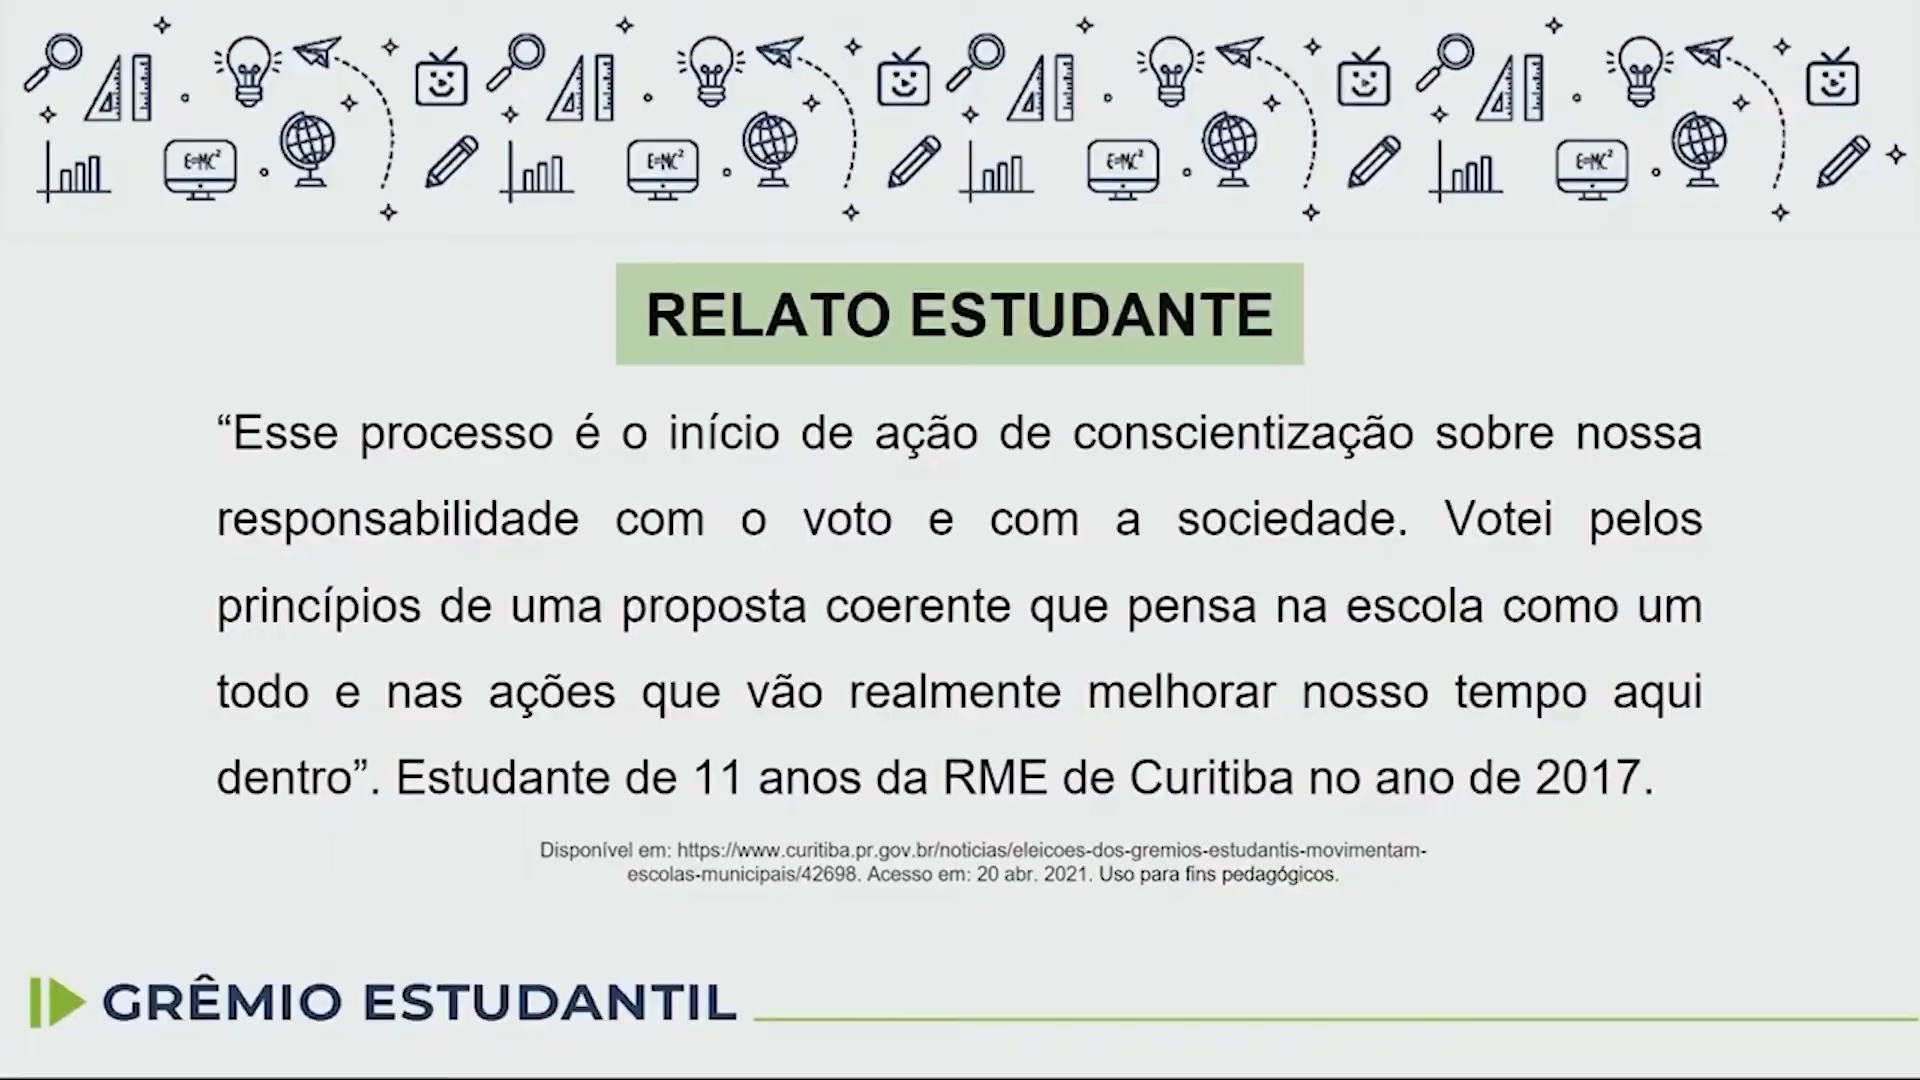 E=MC² E=MC² E=MC² E=MC²
RELATO ESTUDANTE
“Esse processo é o início de ação de conscientização sobre nossa
responsabilidade com o voto e com a sociedade. Votei pelos
princípios de uma proposta coerente que pensa na escola como um
todo e nas ações que vão realmente melhorar nosso tempo aqui
dentro”. Estudante de 11 anos da RME de Curitiba no ano de 2017.
Disponível em: https://www.curitiba.pr.gov.br/noticias/eleicoes-dos-gremios-estudantis-movimentam-
escolas-municipais/42698. Acesso em: 20 abr. 2021. Uso para fins pedagógicos.
GRÊMIO ESTUDANTIL